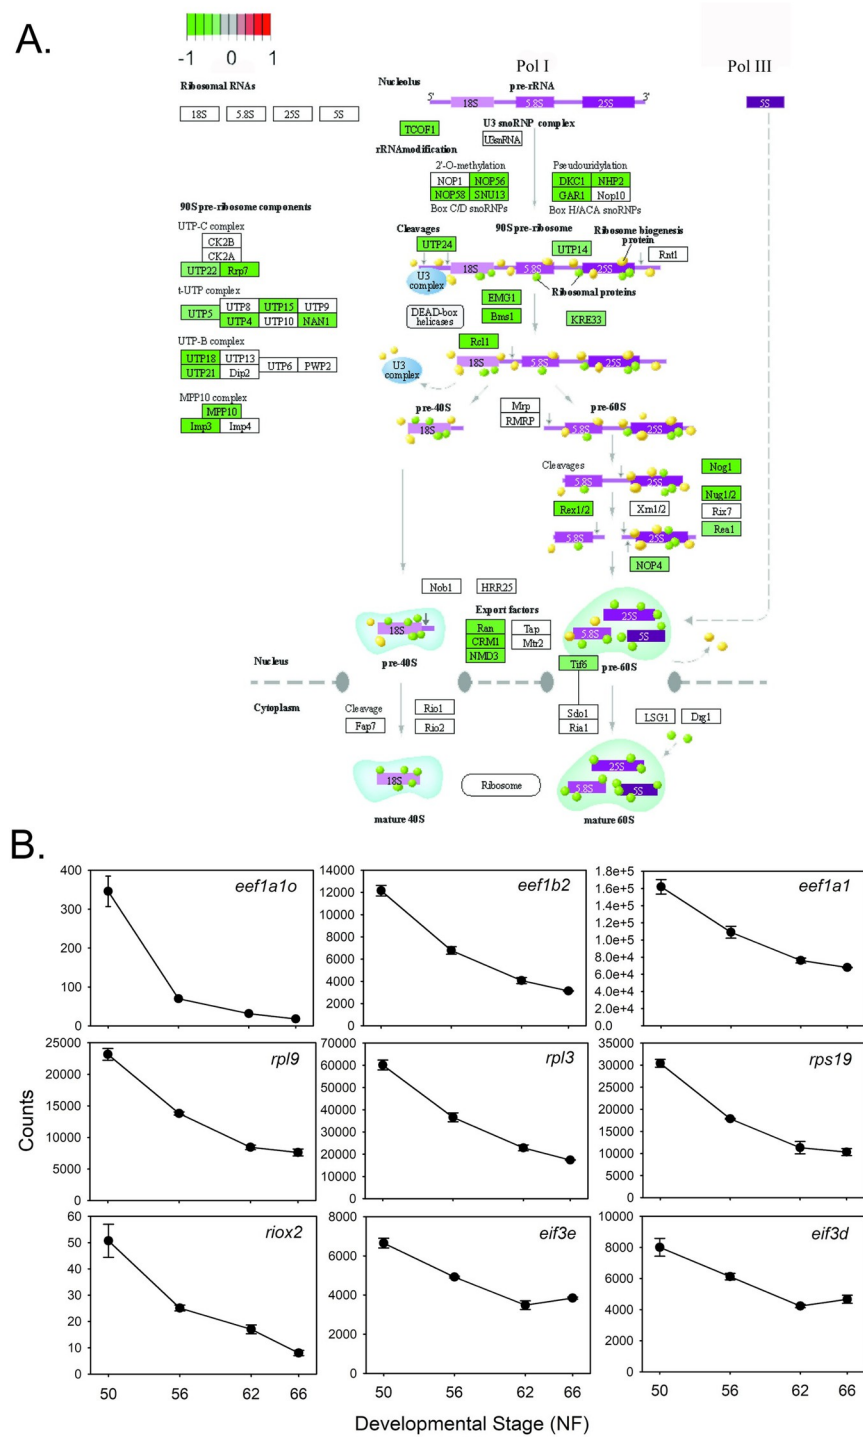 A.
-1 0 1
Ribosomal RNAs
18S 5.8S 25S 5S
Pol I
Pol III
Nucleolus
pre-rRNA
5' 18S 5.8S 25S 3'
5S
TCOF1
U3 snoRNP complex
U3snRNA
rRNAmodification
2'-O-methylation
NOP1 NOP56
NOP58 SNU13
Box C/D snoRNPs
Pseudouridylation
DKC1 NHP2
GAR1 Nop10
Box H/ACA snoRNPs
90S pre-ribosome components
UTP-C complex
CK2B
CK2A
UTP22 Rrp7
t-UTP complex
UTP5 UTP8 UTP15 UTP9
UTP4 UTP10 NAN1
UTP-B complex
UTP18 UTP13
UTP21 Dip2
UTP6 PWP2
MPP10 complex
MPP10
Imp3 Imp4
Cleavages
UTP24
90S pre-ribosome
UTP14
Ribosome biogenesis
protein
Rnt1
18S 5.8S 25S
U3
complex
Ribosomal proteins
DEAD-box
helicases
EMG1
Bms1
KRE33
Rcl1
18S 5.8S 25S
U3
complex
pre-40S
18S
Mrp
RMRP
pre-60S
5.8S 25S
Cleavages
5.8S 25S
Nog1
Nug1/2
Rix7
Rea1
Rex1/2
Xrn1/2
5.8S 25S
NOP4
Nob1 HRR25
18S
pre-40S
Export factors
Ran
CRM1
NMD3
Tap
Mtr2
25S
5.8S 5S
Tif6
pre-60S
Nucleus
Cytoplasm
Cleavage
Fap7
Rio1
Rio2
Sdo1
Ria1
LSG1 Drg1
18S
mature 40S
Ribosome
25S
5.8S 5S
mature 60S
B.
eef1a1o
400
300
200
100
0
eef1b2
14000
12000
10000
8000
6000
4000
2000
0
eef1a1
1.8e+5
1.6e+5
1.4e+5
1.2e+5
1.0e+5
8.0e+4
6.0e+4
4.0e+4
2.0e+4
0.0
Counts
rpl9
25000
20000
15000
10000
5000
0
rpl3
70000
60000
50000
40000
30000
20000
10000
0
rps19
35000
30000
25000
20000
15000
10000
5000
0
riox2
60
50
40
30
20
10
0
eif3e
8000
6000
4000
2000
0
eif3d
10000
8000
6000
4000
2000
0
50 56 62 66
50 56 62 66
50 56 62 66
Developmental Stage (NF)